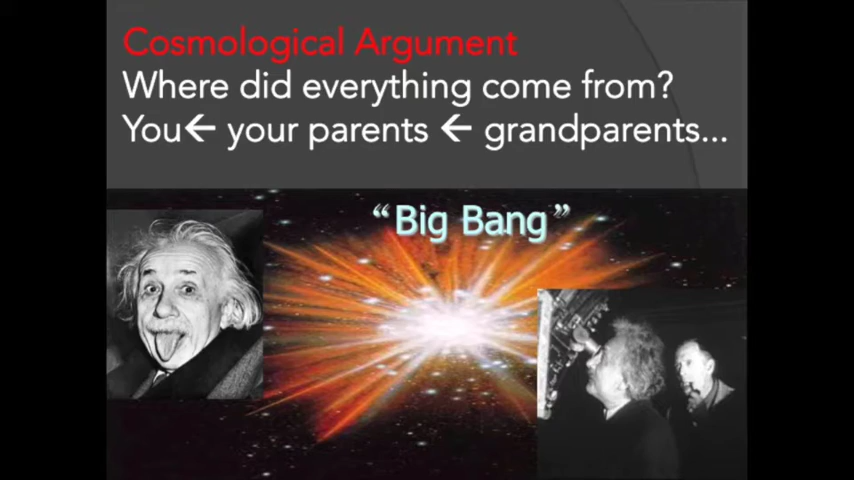 Cosmological Argument
Where did everything come from?
You← your parents ← grandparents...
“Big Bang”